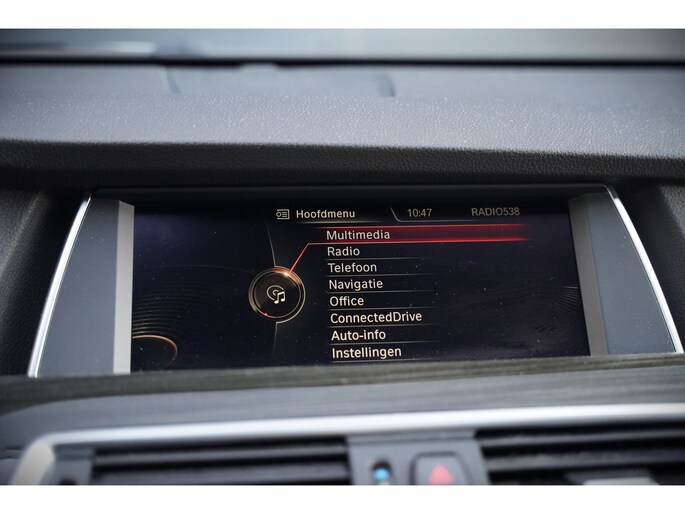 Hoofdmenu 10:47 RADIO538
Multimedia
Radio
Telefoon
Navigatie
Office
ConnectedDrive
Auto-info
Instellingen